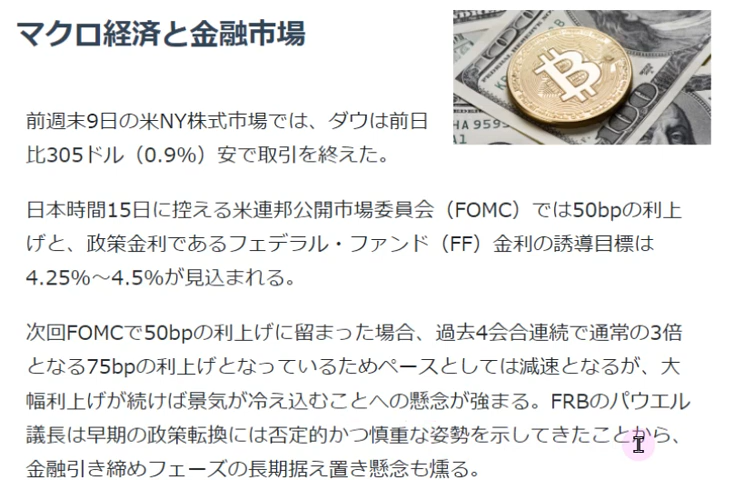 マクロ経済と金融市場
前週末9日の米NY株式市場では、ダウは前日
比305ドル（0.9%）安で取引を終えた。
日本時間15日に控える米連邦公開市場委員会（FOMC）では50bpの利上
げと、政策金利であるフェデラル・ファンド（FF）金利の誘導目標は
4.25%～4.5%が見込まれる。
次回FOMCで50bpの利上げに留まった場合、過去4会合連続で通常の3倍
となる75bpの利上げとなっているためペースとしては減速となるが、大
幅利上げが続けば景気が冷え込むことへの懸念が強まる。FRBのパウエル
議長は早期の政策転換には否定的かつ慎重な姿勢を示してきたことから、
金融引き締めフェーズの長期据え置き懸念も燻る。
100